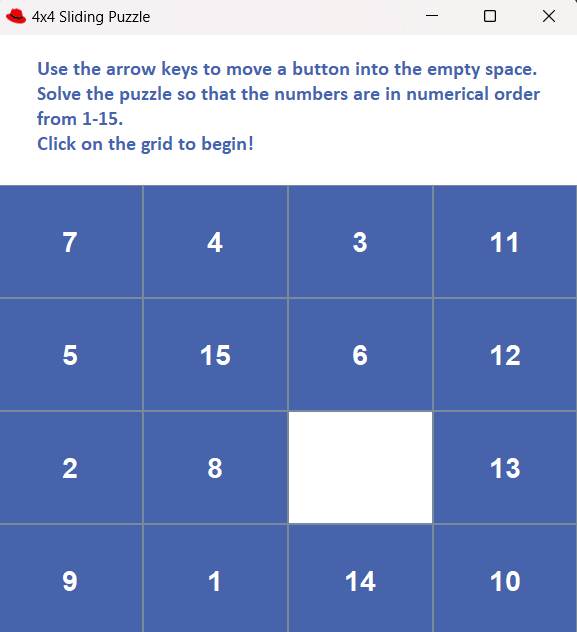 4x4 Sliding Puzzle
Use the arrow keys to move a button into the empty space.
Solve the puzzle so that the numbers are in numerical order
from 1-15.
Click on the grid to begin!
7 4 3 11
5 15 6 12
2 8 13
9 1 14 10